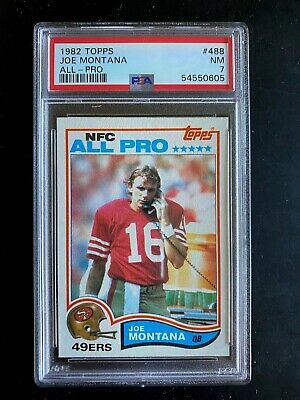 1982 TOPPS #488
JOE MONTANA NM
ALL-PRO PSA 7
54550605
NFC topps
ALL PRO
16
JOE
MONTANA QB
49ERS